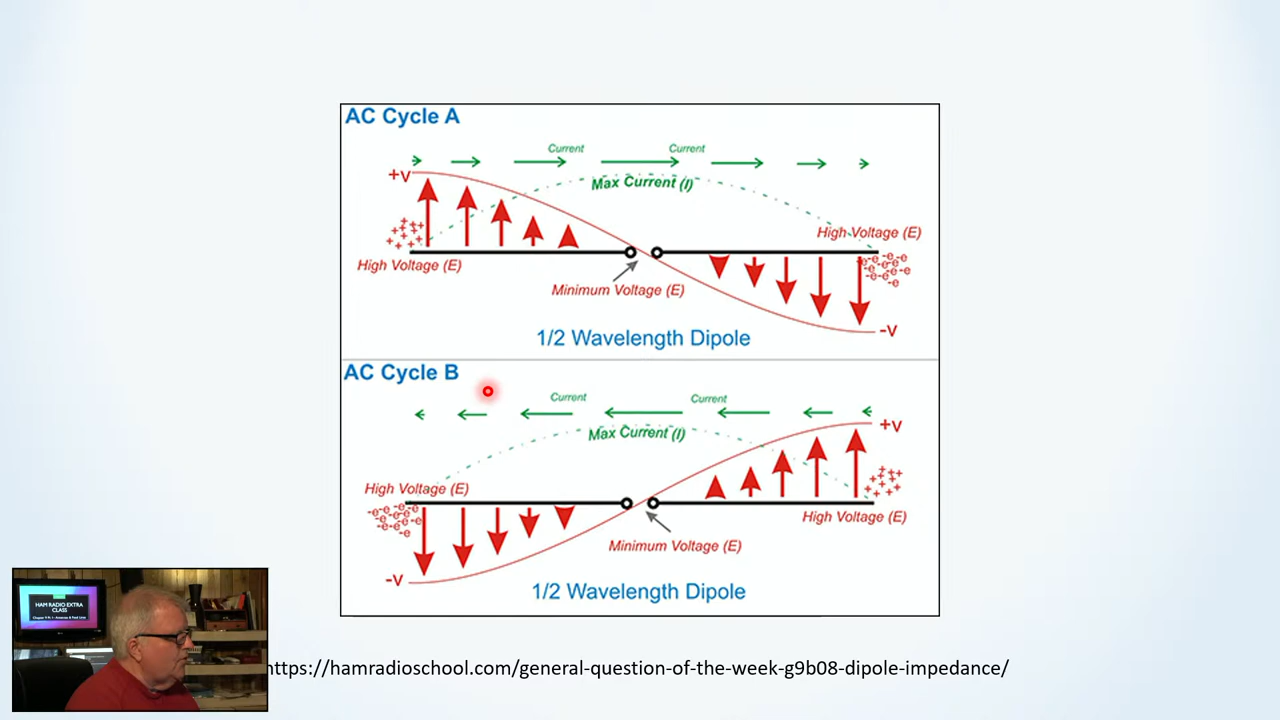 AC Cycle A
Current Current
+v
Max Current (I)
High Voltage (E)
High Voltage (E)
Minimum Voltage (E)
-v
1/2 Wavelength Dipole
AC Cycle B
Current Current
Max Current (I)
+v
High Voltage (E)
High Voltage (E)
Minimum Voltage (E)
-v
1/2 Wavelength Dipole
HAM RADIO EXTRA
CLASS
https://hamradioschool.com/general-question-of-the-week-g9b08-dipole-impedance/